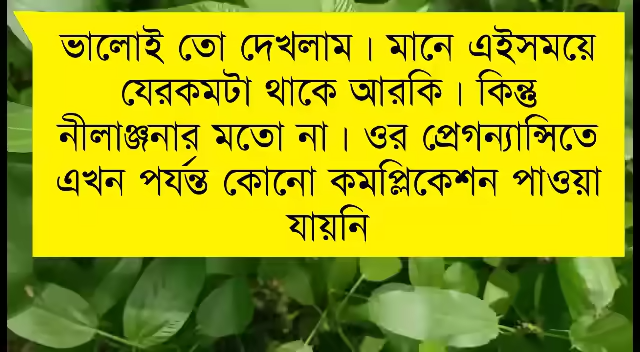 ভালোই তো দেখলাম। মানে এইসময়ে
যেরকমটা থাকে আরকি। কিন্তু
নীলাঞ্জনার মতো না। ওর প্রেগন্যান্সিতে
এখন পর্যন্ত কোনো কমপ্লিকেশন পাওয়া
যায়নি